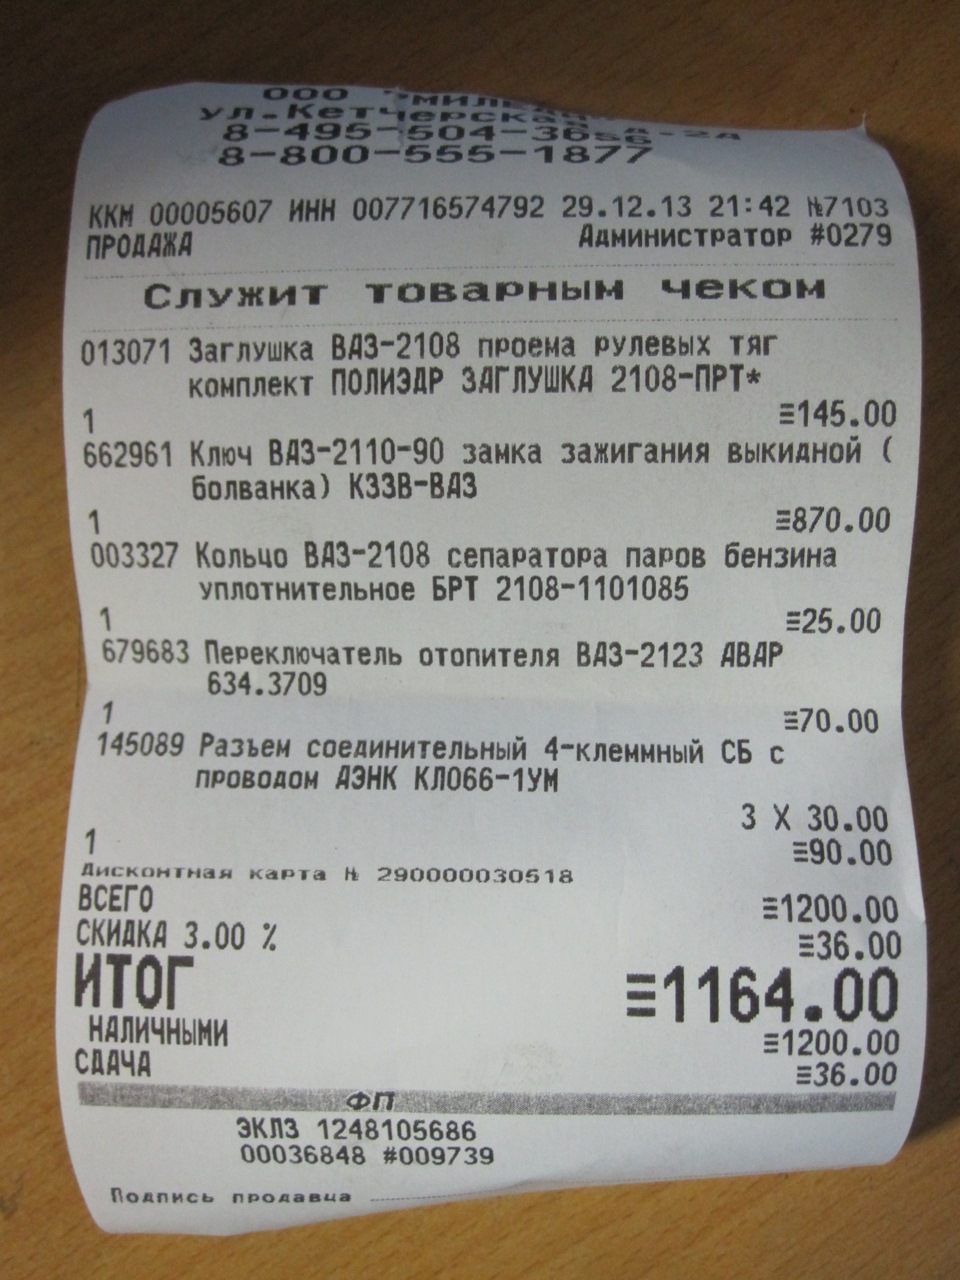 ООО
ул.Кетчерская
8-495-504-36
8-800-555-1877
ККМ 00005607 ИНН 007716574792 29.12.13 21:42 №7103
ПРОДАЖА Администратор #0279
Служит товарным чеком
013071 Заглушка ВАЗ-2108 проема рулевых тяг
комплект ПОЛИЭДР ЗАГЛУШКА 2108-ПРТ*
1 ≡145.00
662961 Ключ ВАЗ-2110-90 замка зажигания выкидной (
болванка) КЗЗВ-ВАЗ
1 ≡870.00
003327 Кольцо ВАЗ-2108 сепаратора паров бензина
уплотнительное БРТ 2108-1101085
1 ≡25.00
679683 Переключатель отопителя ВАЗ-2123 АВАР
634.3709
1 ≡70.00
145089 Разъем соединительный 4-клеммный СБ с
проводом ДЭНК КЛ066-1УМ
3 X 30.00
1 ≡90.00
Дисконтная карта № 290000030518
ВСЕГО ≡1200.00
СКИДКА 3.00 % ≡36.00
ИТОГ ≡1164.00
НАЛИЧНЫМИ ≡1200.00
СДАЧА ≡36.00
ФП
ЭКЛЗ 1248105686
00036848 #009739
Подпись продавца